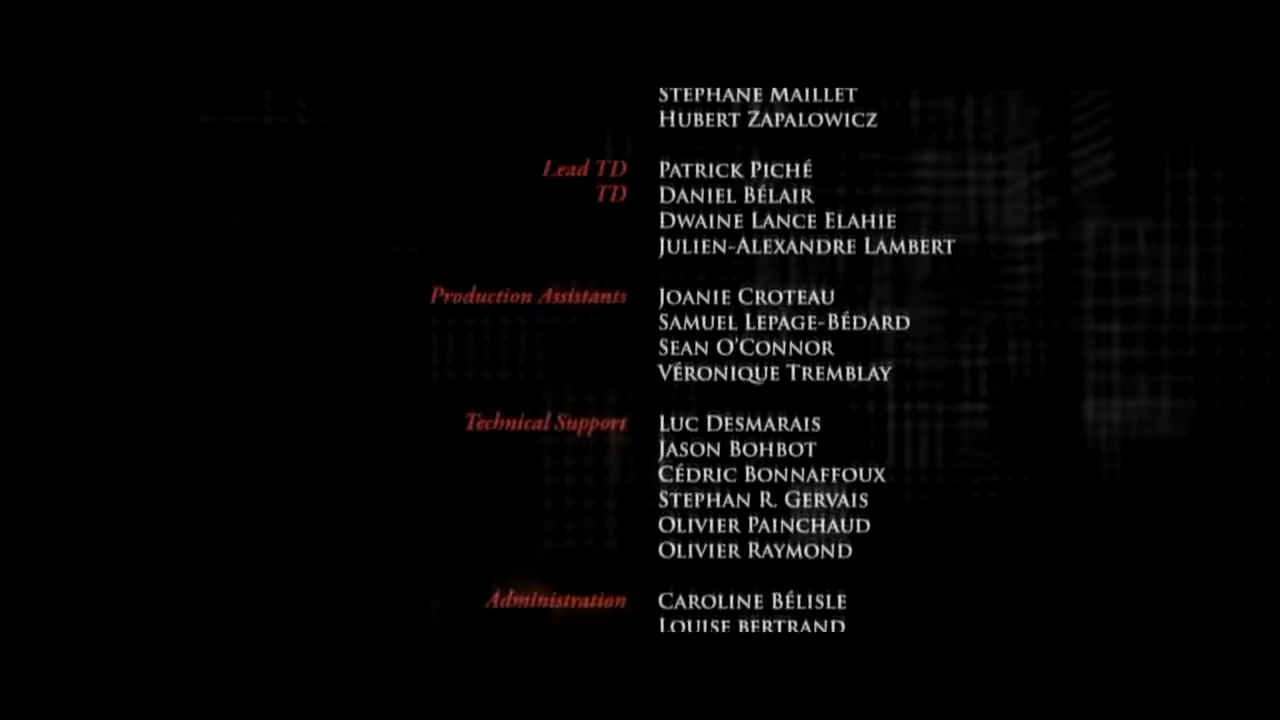 STEPHANE MAILLET
HUBERT ZAPALOWICZ
Lead TD PATRICK PICHÉ
TD DANIEL BÉLAIR
DWAINE LANCE ELAHIE
JULIEN-ALEXANDRE LAMBERT
Production Assistants JOANIE CROTEAU
SAMUEL LEPAGE-BÉDARD
SEAN O'CONNOR
VÉRONIQUE TREMBLAY
Technical Support LUC DESMARAIS
JASON BOHBOT
CÉDRIC BONNAFFOUX
STEPHAN R. GERVAIS
OLIVIER PAINCHAUD
OLIVIER RAYMOND
Administration CAROLINE BÉLISLE
LOUISE BERTRAND